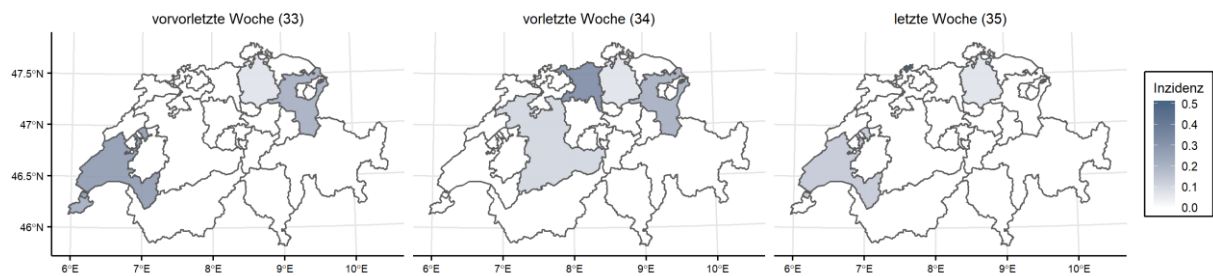 vorvorletzte Woche (33) vorletzte Woche (34) letzte Woche (35)
47.5°N
47°N
46.5°N
46°N
Inzidenz
0.5
0.4
0.3
0.2
0.1
0.0
6°E 7°E 8°E 9°E 10°E 6°E 7°E 8°E 9°E 10°E 6°E 7°E 8°E 9°E 10°E